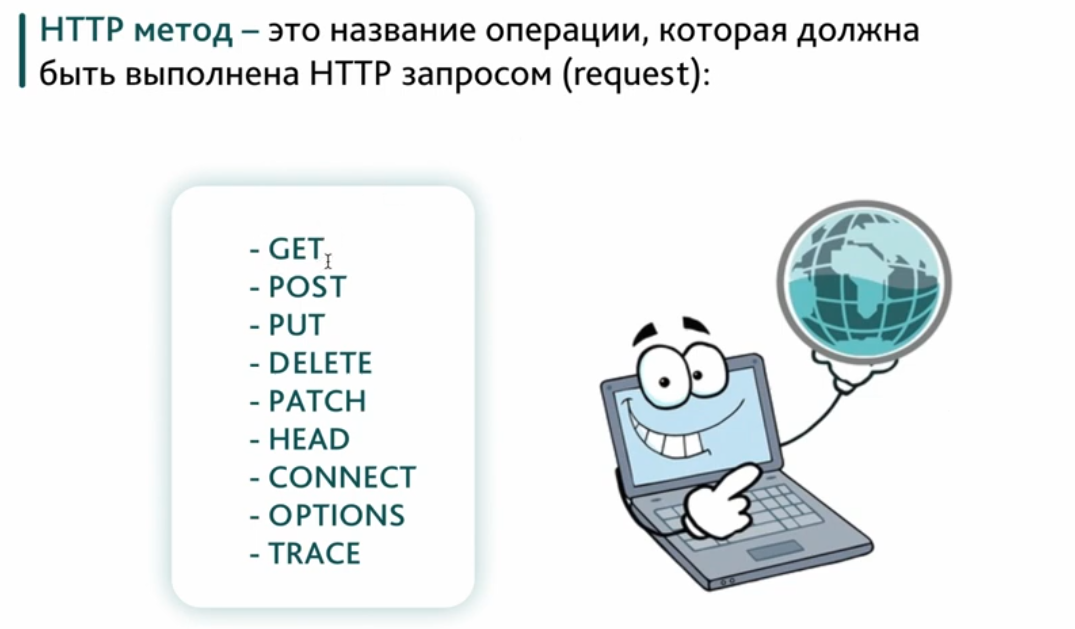 HTTP метод – это название операции, которая должна
быть выполнена HTTP запросом (request):
- GET
- POST
- PUT
- DELETE
- PATCH
- HEAD
- CONNECT
- OPTIONS
- TRACE